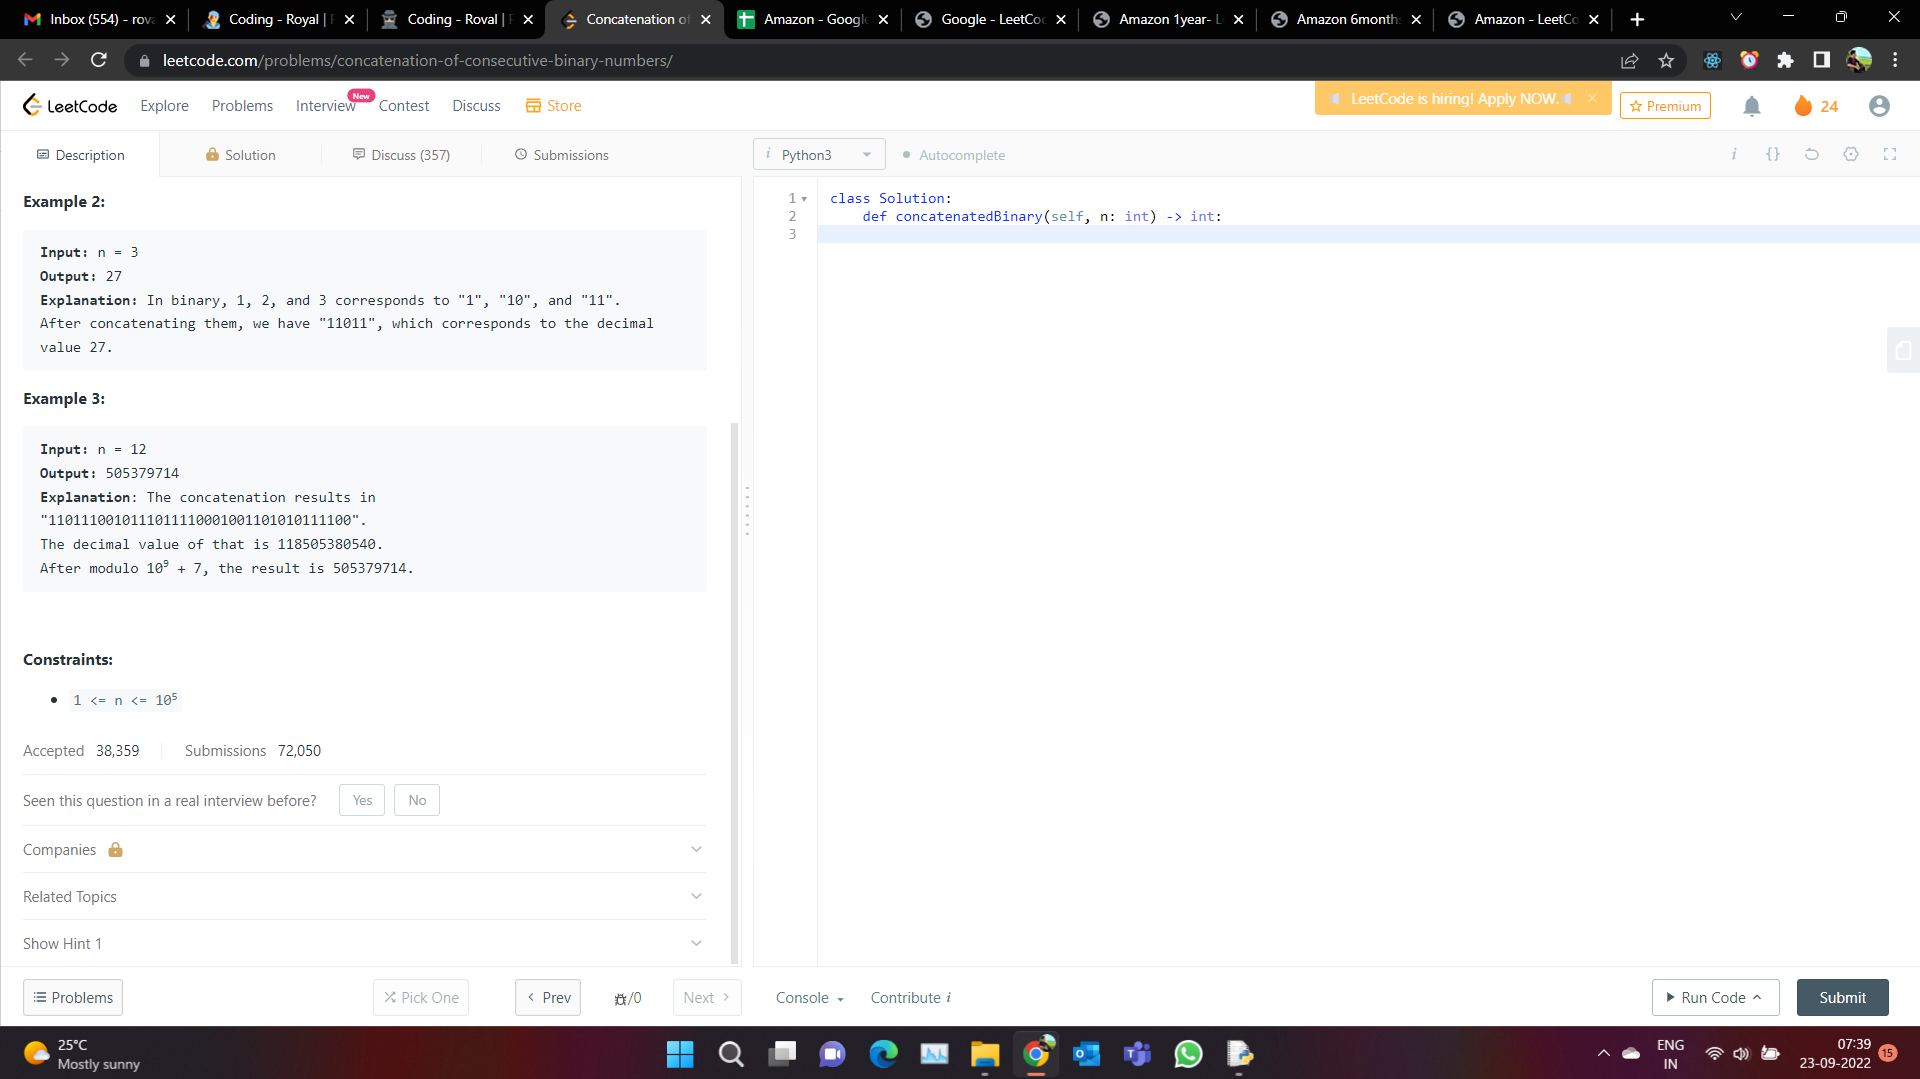 Inbox (554) - rova
Coding - Royal | F
Coding - Roval | F
Concatenation of
Amazon - Google
Google - LeetCod
Amazon 1year- L
Amazon 6month
Amazon - LeetCo
leetcode.com/problems/concatenation-of-consecutive-binary-numbers/
LeetCode
Explore
Problems
Interview
New
Contest
Discuss
Store
LeetCode is hiring! Apply NOW.
Premium
24
Description
Solution
Discuss (357)
Submissions
i Python3
Autocomplete
i {}
Example 2:
Input: n = 3
Output: 27
Explanation: In binary, 1, 2, and 3 corresponds to "1", "10", and "11".
After concatenating them, we have "11011", which corresponds to the decimal
value 27.
Example 3:
Input: n = 12
Output: 505379714
Explanation: The concatenation results in
"1101110010111011110001001101010111100".
The decimal value of that is 118505380540.
After modulo 10⁹ + 7, the result is 505379714.
Constraints:
1 <= n <= 10⁵
Accepted 38,359
Submissions 72,050
Seen this question in a real interview before?
Yes
No
Companies
Related Topics
Show Hint 1
1 class Solution:
2 def concatenatedBinary(self, n: int) -> int:
3
Problems
Pick One
Prev
/0
Next
Console
Contribute i
Run Code
Submit
25°C
Mostly sunny
ENG
IN
07:39
23-09-2022
15